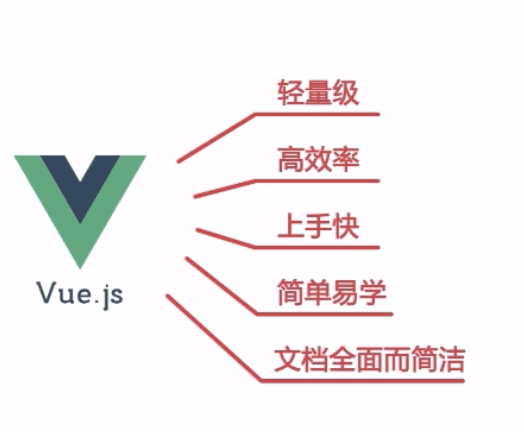 轻量级
高效率
上手快
简单易学
文档全面而简洁
Vue.js